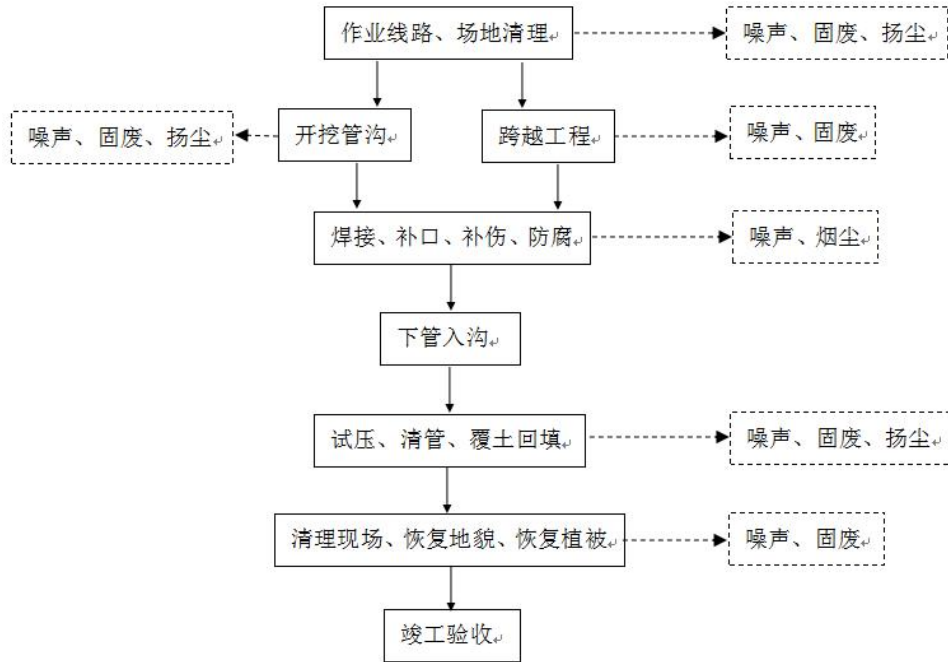 作业线路、场地清理
噪声、固废、扬尘
噪声、固废、扬尘
开挖管沟
跨越工程
噪声、固废
焊接、补口、补伤、防腐
噪声、烟尘
下管入沟
试压、清管、覆土回填
噪声、固废、扬尘
清理现场、恢复地貌、恢复植被
噪声、固废
竣工验收